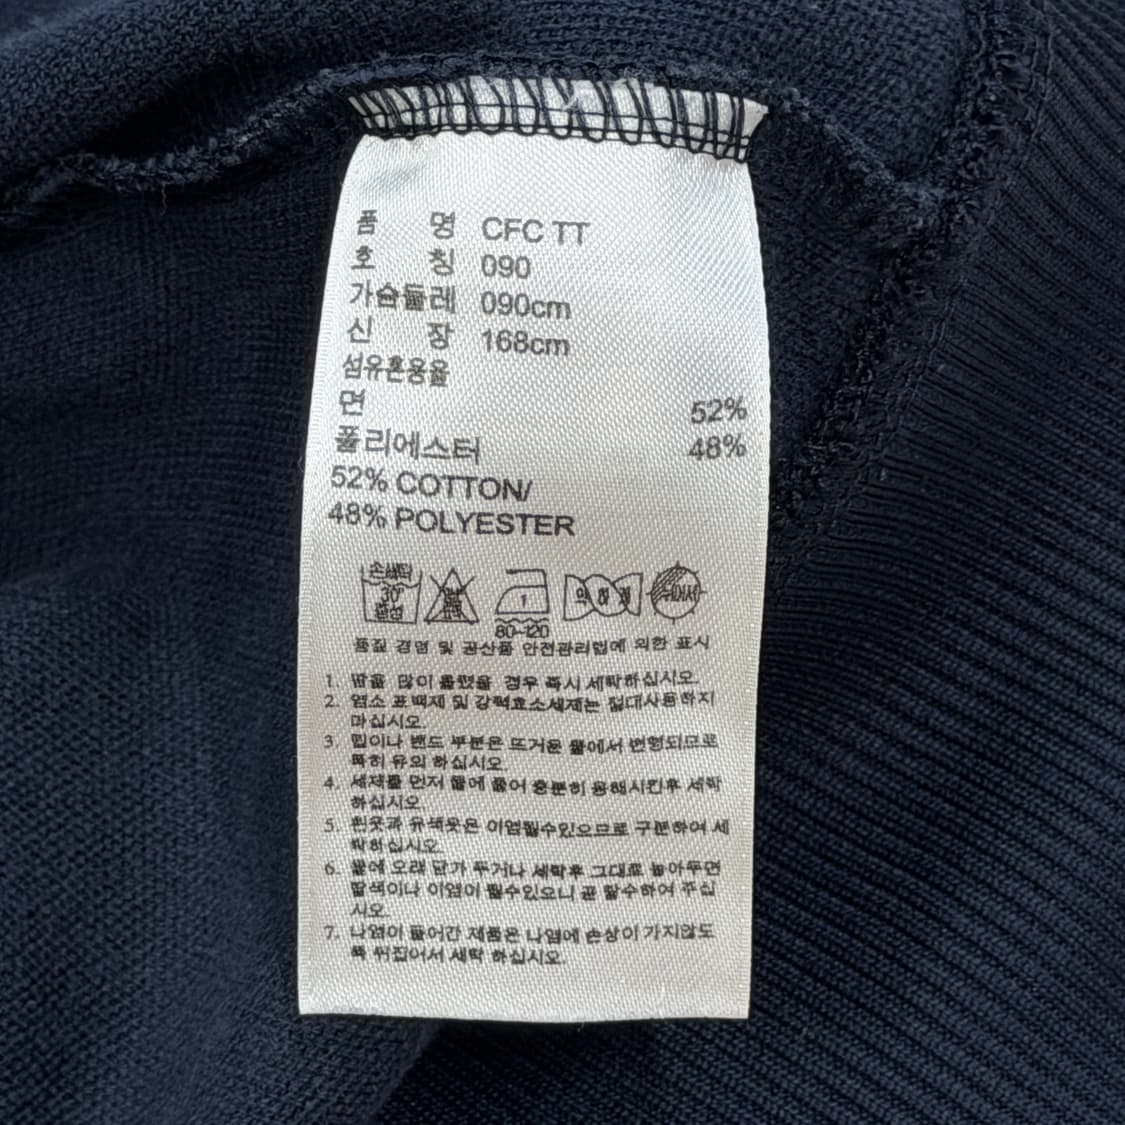 품 명 CFC TT
호 칭 090
가슴둘레 090cm
신 장 168cm
섬유혼용율
면 52%
폴리에스터 48%
52% COTTON/
48% POLYESTER
손세탁
30°
중성
1
80~120
약하게
뉘어서
품질 경영 및 공산품 안전관리법에 의한 표시
1. 땀을 많이 흘렸을 경우 즉시 세탁하십시오.
2. 염소 표백제 및 강력효소세제는 절대사용하지
마십시오.
3. 립이나 밴드 부분은 뜨거운 물에서 변형되므로
특히 유의 하십시오.
4. 세제를 먼저 물에 풀어 충분히 용해시킨후 세탁
하십시오
5. 흰옷과 유색옷은 이염될수있으므로 구분하여 세
탁하십시오.
6. 물에 오래 담가 두거나 세탁후 그대로 놓아두면
탈색이나 이염이 될수있으니 곧 탈수하여 주십
시오.
7. 나염이 들어간 제품은 나염에 손상이 가지않도
록 뒤집어서 세탁 하십시오.